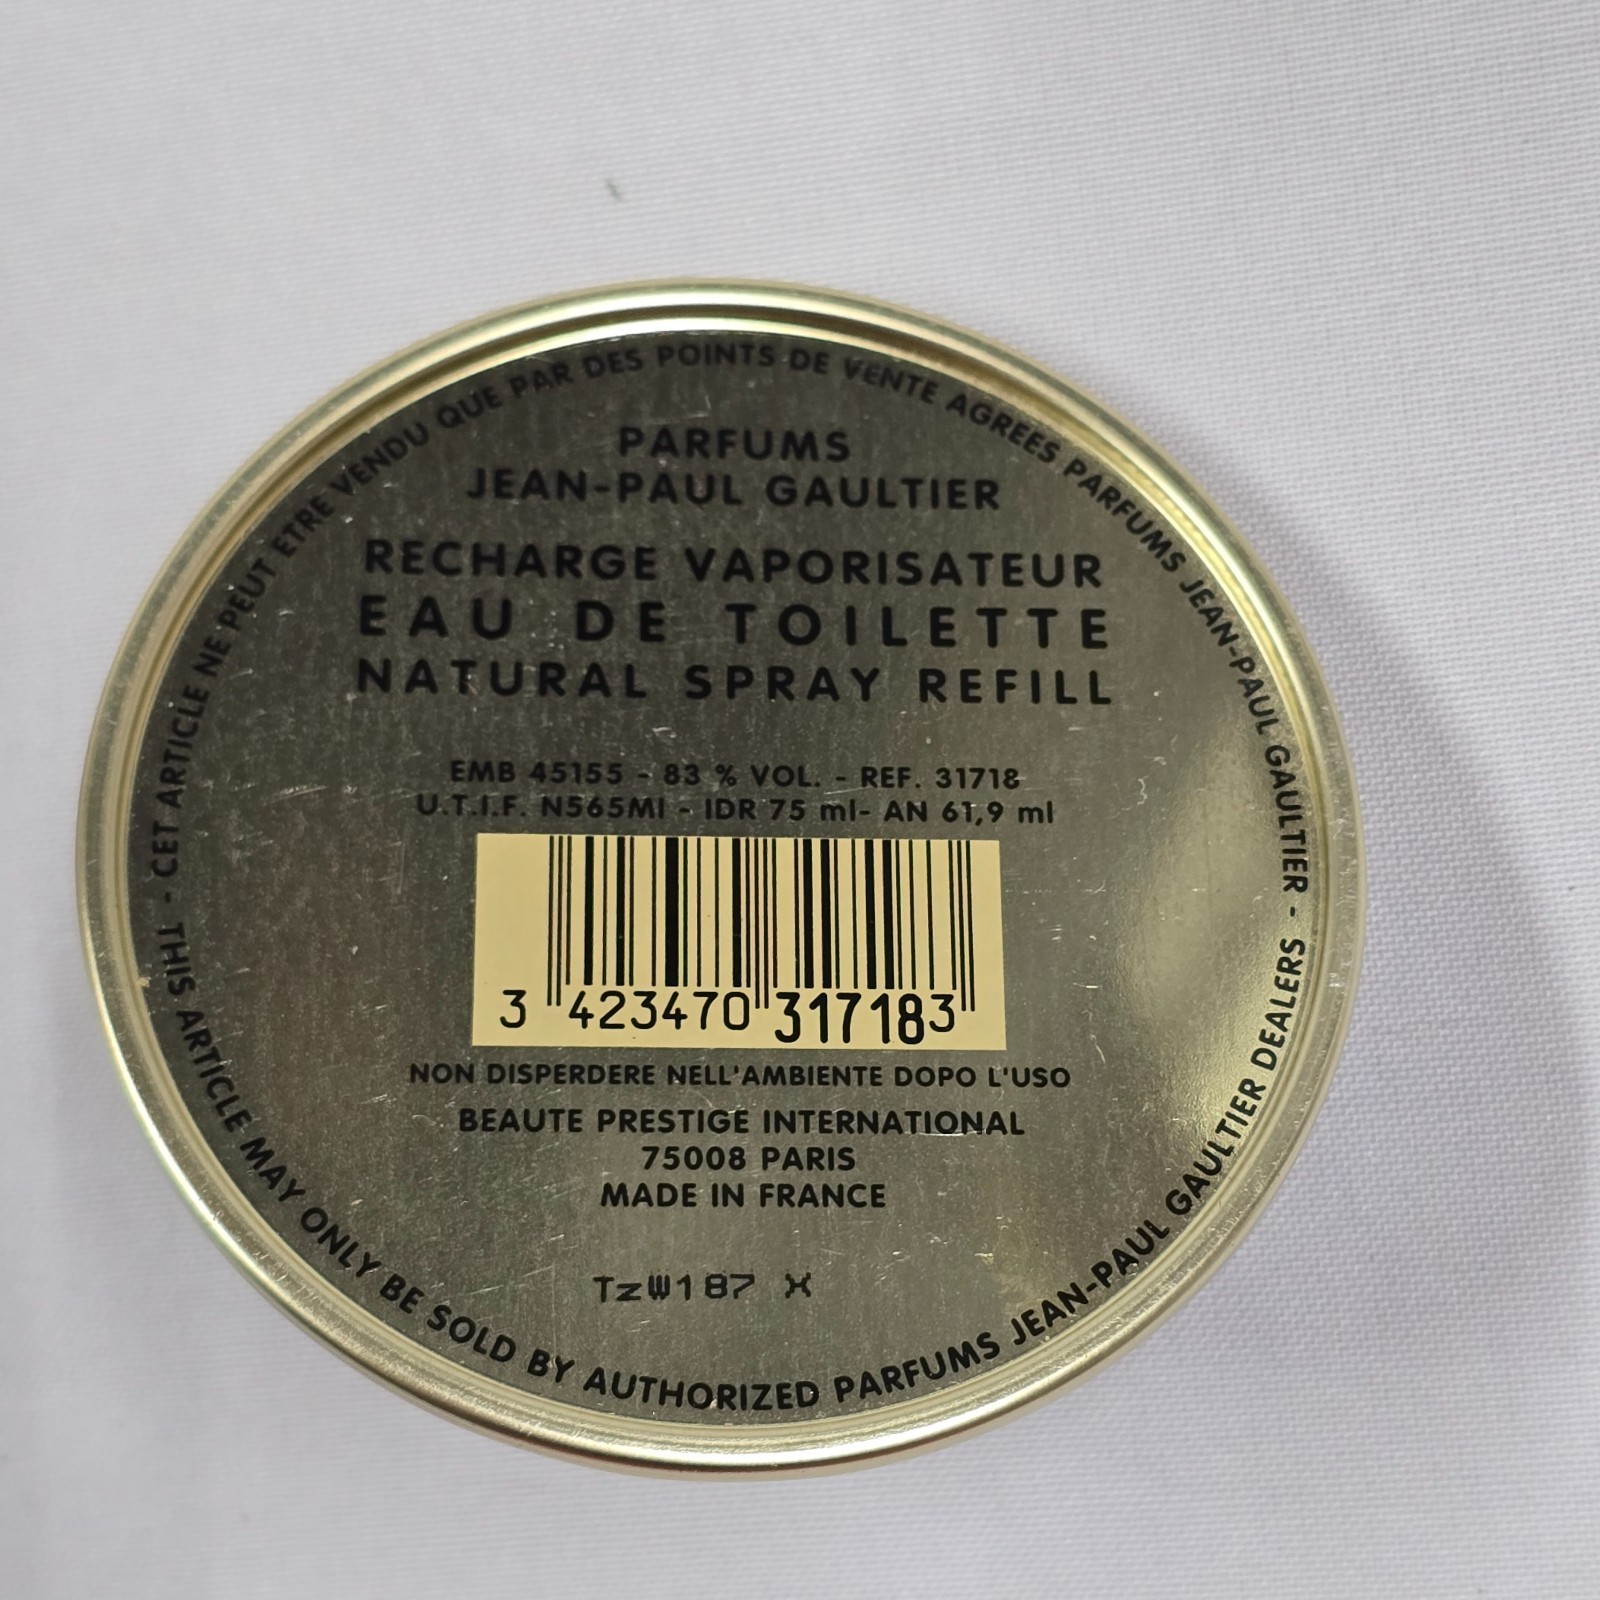 CET ARTICLE NE PEUT ETRE VENDU QUE PAR DES POINTS DE VENTE AGREES PARFUMS JEAN-PAUL GAULTIER -
THIS ARTICLE MAY ONLY BE SOLD BY AUTHORIZED PARFUMS JEAN-PAUL GAULTIER DEALERS -
PARFUMS
JEAN-PAUL GAULTIER
RECHARGE VAPORISATEUR
EAU DE TOILETTE
NATURAL SPRAY REFILL
EMB 45155 - 83 % VOL. - REF. 31718
U.T.I.F. N565MI - IDR 75 ml- AN 61,9 ml
3 423470 317183
NON DISPERDERE NELL'AMBIENTE DOPO L'USO
BEAUTE PRESTIGE INTERNATIONAL
75008 PARIS
MADE IN FRANCE
TzW187 X